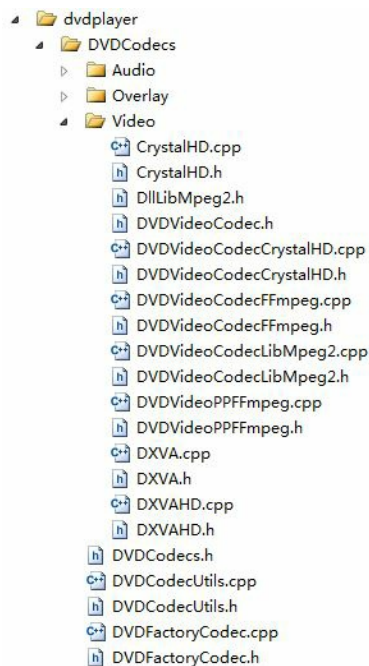 dvdplayer
DVDCodecs
Audio
Overlay
Video
C++ CrystalHD.cpp
h CrystalHD.h
h DllLibMpeg2.h
h DVDVideoCodec.h
C++ DVDVideoCodecCrystalHD.cpp
h DVDVideoCodecCrystalHD.h
C++ DVDVideoCodecFFmpeg.cpp
h DVDVideoCodecFFmpeg.h
C++ DVDVideoCodecLibMpeg2.cpp
h DVDVideoCodecLibMpeg2.h
C++ DVDVideoPPFFmpeg.cpp
h DVDVideoPPFFmpeg.h
C++ DXVA.cpp
h DXVA.h
C++ DXVAHD.cpp
h DXVAHD.h
h DVDCodecs.h
C++ DVDCodecUtils.cpp
h DVDCodecUtils.h
C++ DVDFactoryCodec.cpp
h DVDFactoryCodec.h